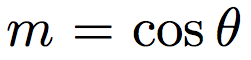 m = cos θ